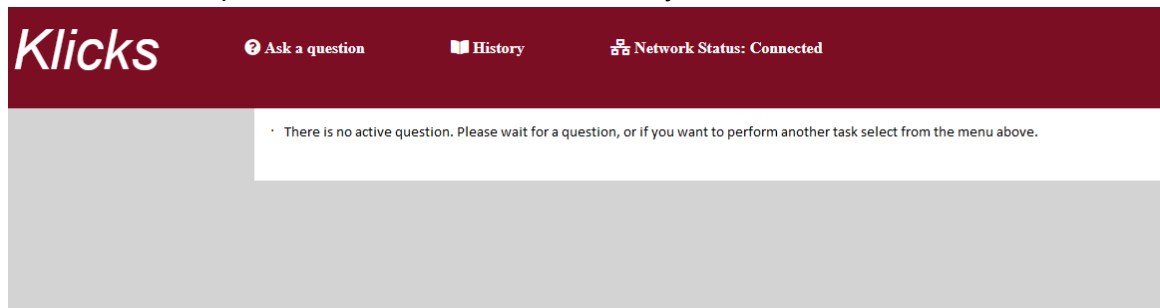 Klicks
Ask a question
History
Network Status: Connected
· There is no active question. Please wait for a question, or if you want to perform another task select from the menu above.